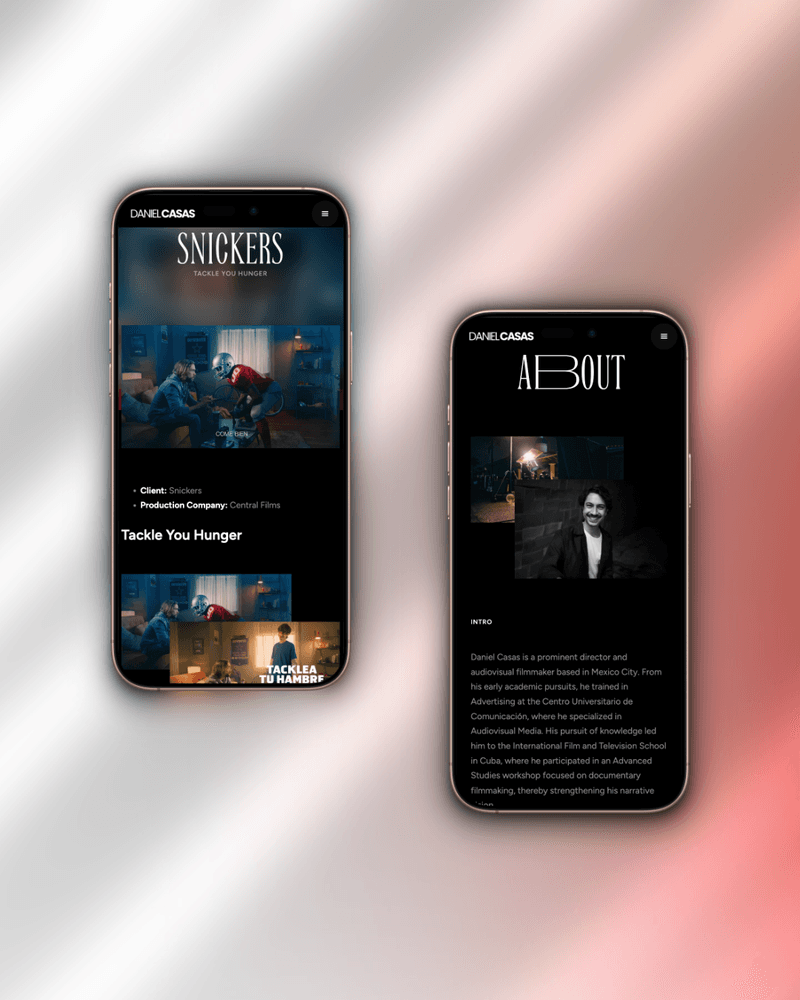 DANIELCASAS
SNICKERS
TACKLE YOU HUNGER
COME BIEN
Client: Snickers
Production Company: Central Films
Tackle You Hunger
TACKLEA
TU HAMBRE
DANIELCASAS
ABOUT
INTRO
Daniel Casas is a prominent director and
audiovisual filmmaker based in Mexico City. From
his early academic pursuits, he trained in
Advertising at the Centro Universitario de
Comunicación, where he specialized in
Audiovisual Media. His pursuit of knowledge led
him to the International Film and Television School
in Cuba, where he participated in an Advanced
Studies workshop focused on documentary
filmmaking, thereby strengthening his narrative